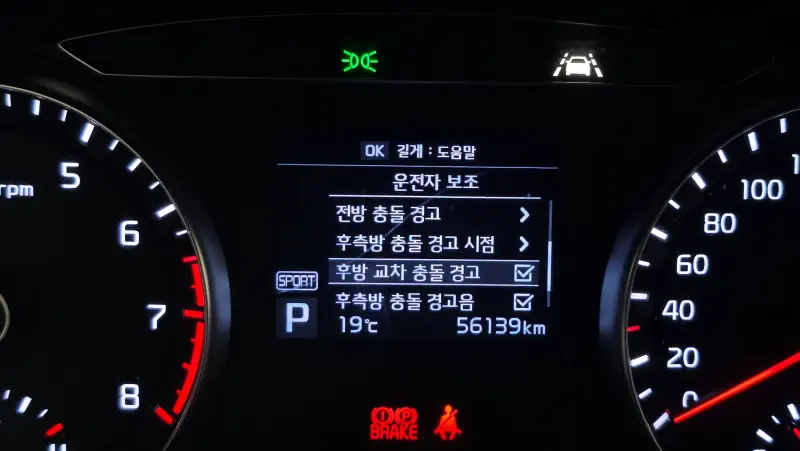 OK 길게 : 도움말
운전자 보조
전방 충돌 경고
후측방 충돌 경고 시점
후방 교차 충돌 경고
후측방 충돌 경고음
SPORT
P
19℃ 56139km
rpm
5
6
7
8
100
80
60
40
20
0
BRAKE